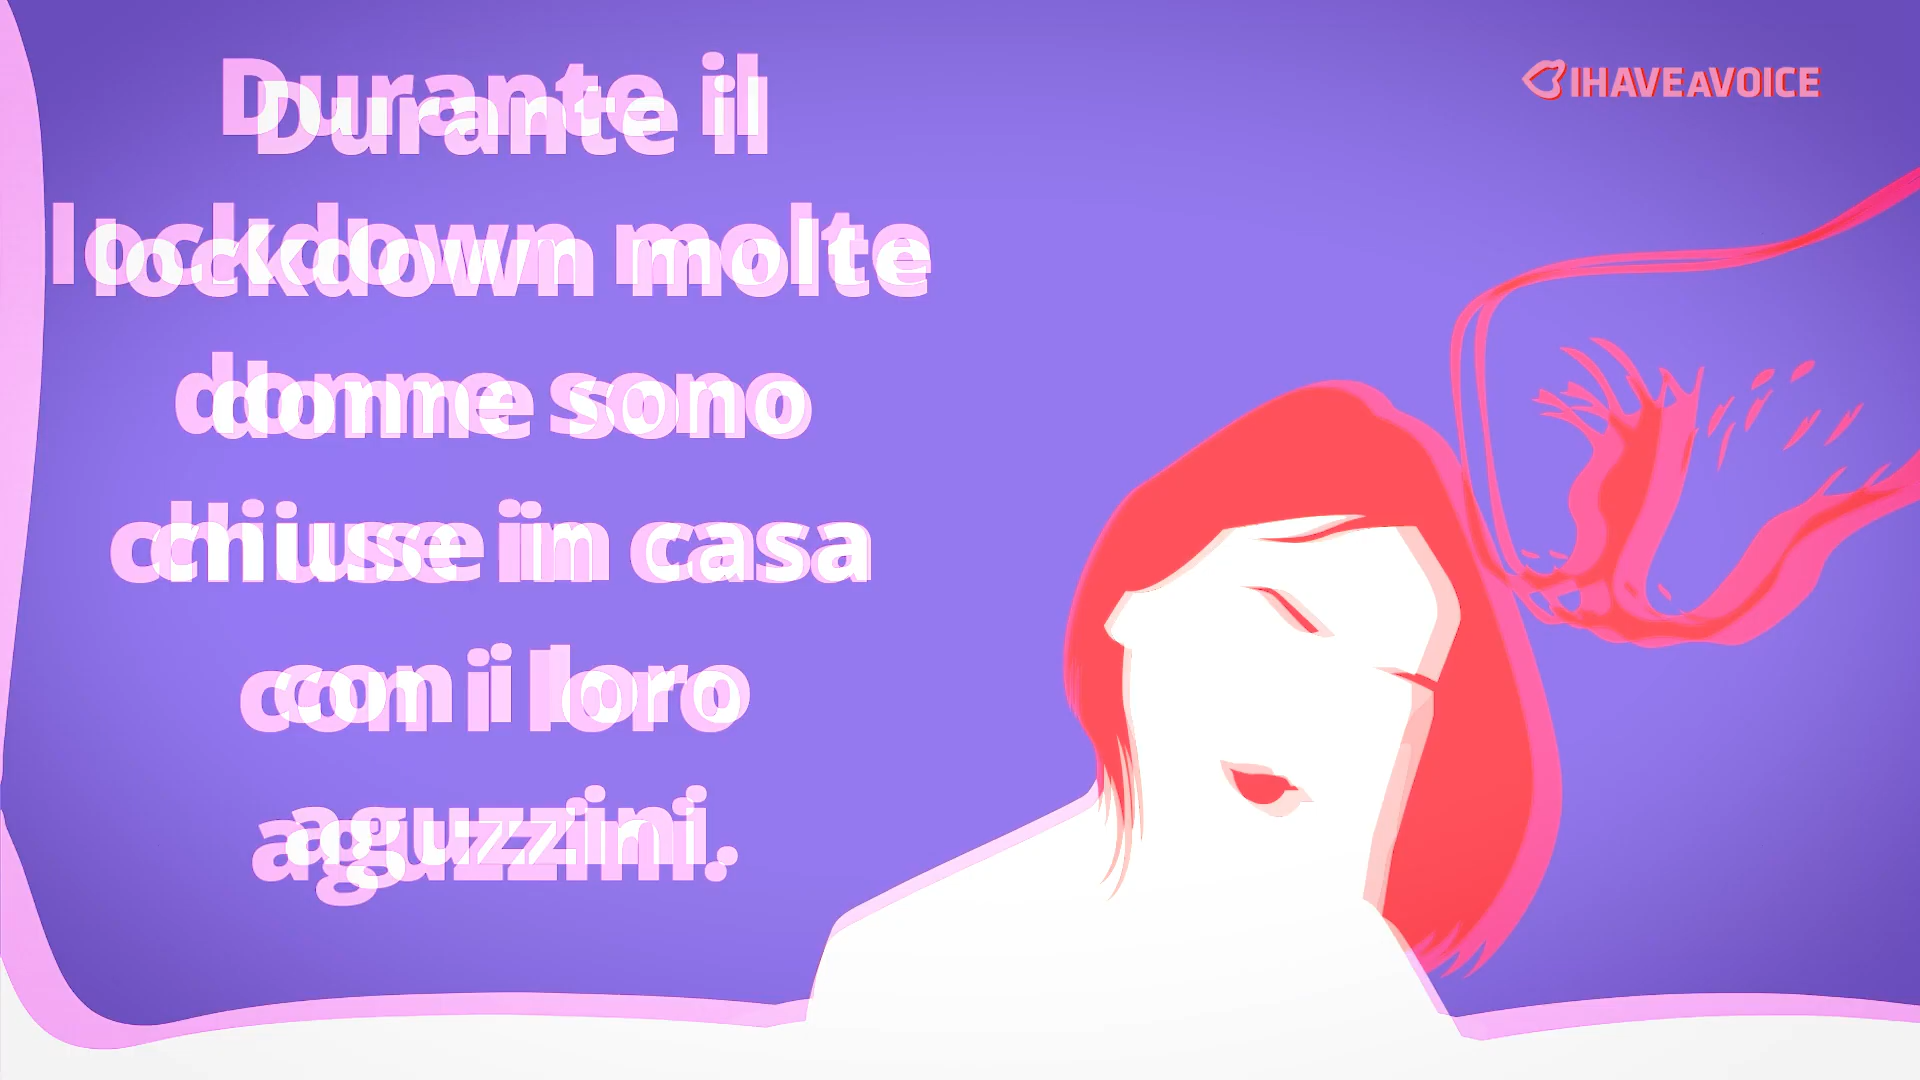 Durante il
lockdown molte
donne sono
chiuse in casa
con i loro
aguzzini.
IHAVEAVOICE